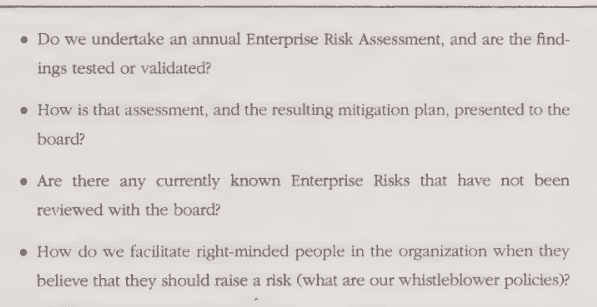 • Do we undertake an annual Enterprise Risk Assessment, and are the find-
ings tested or validated?
• How is that assessment, and the resulting mitigation plan, presented to the
board?
• Are there any currently known Enterprise Risks that have not been
reviewed with the board?
• How do we facilitate right-minded people in the organization when they
believe that they should raise a risk (what are our whistleblower policies)?